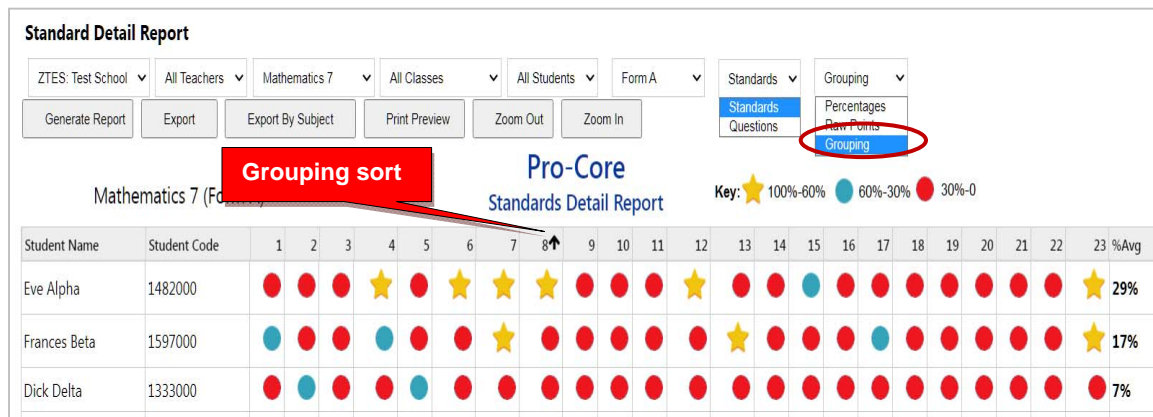 Standard Detail Report
ZTES: Test School All Teachers Mathematics 7 All Classes All Students Form A Standards Grouping
Generate Report Export Export By Subject Print Preview Zoom Out Zoom In Standards Percentages
Questions Raw Points
Grouping
Grouping sort
Pro-Core
Mathematics 7 (Fo Standards Detail Report Key: 100%-60% 60%-30% 30%-0
Student Name Student Code 1 2 3 4 5 6 7 8 9 10 11 12 13 14 15 16 17 18 19 20 21 22 23 %Avg
Eve Alpha 1482000 29%
Frances Beta 1597000 17%
Dick Delta 1333000 7%